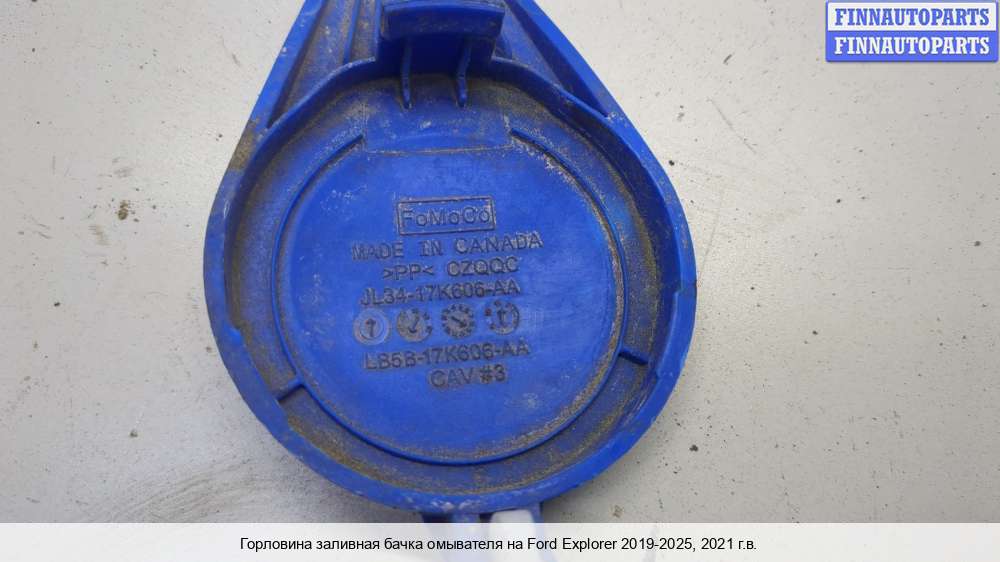 FINNAUTOPARTS
FINNAUTOPARTS
FoMoCo
MADE IN CANADA
>PP< CZQQC
JL34-17K606-AA
LB5B-17K606-AA
CAV #3
Горловина заливная бачка омывателя на Ford Explorer 2019-2025, 2021 г.в.